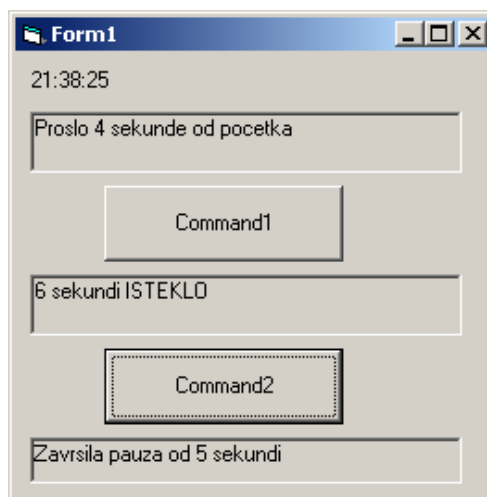 Form1
21:38:25
Proslo 4 sekunde od pocetka
Command1
6 sekundi ISTEKLO
Command2
Zavrsila pauza od 5 sekundi